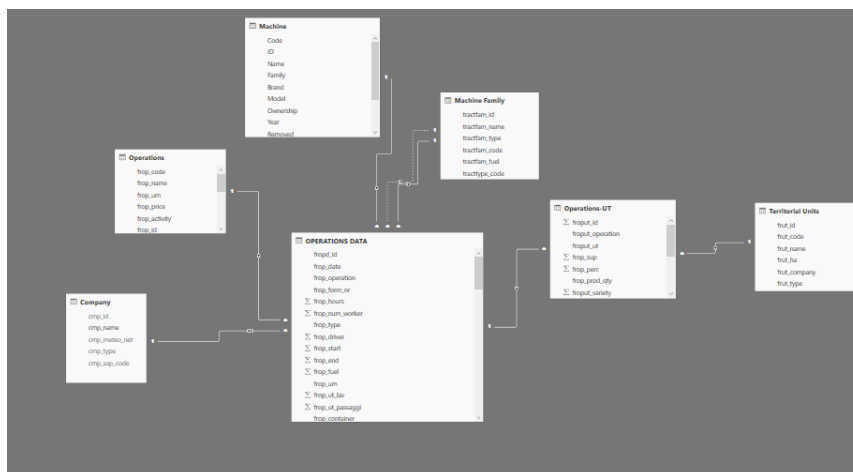 Machine
Code
ID
Name
Family
Brand
Model
Ownership
Year
Removed
Machine Family
tractfam_id
tractfam_name
tractfam_type
tractfam_code
tractfam_fuel
tracttype_code
Operations
frop_code
frop_name
frop_um
frop_price
frop_activity
frop_id
Operations-UT
Σ froput_id
froput_operation
froput_ut
Σ frop_sup
Σ frop_perc
frop_prod_qty
Σ froput_variety
Territorial Units
frut_id
frut_code
frut_name
frut_ha
frut_company
frut_type
OPERATIONS DATA
fropd_id
frop_date
frop_operation
frop_form_nr
Σ frop_hours
Σ frop_num_worker
frop_type
Σ frop_driver
Σ frop_start
Σ frop_end
Σ frop_fuel
frop_um
Σ frop_ut_lav
Σ frop_ut_passaggi
frop_container
Company
cmp_id
cmp_name
cmp_meteo_net
cmp_type
cmp_sap_code